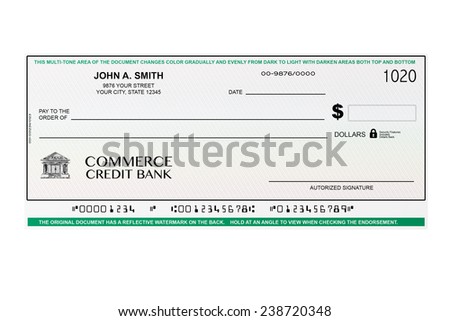 THIS MULTI-TONE AREA OF THE DOCUMENT CHANGES COLOR GRADUALLY AND EVENLY FROM DARK TO LIGHT WITH DARKEN AREAS BOTH TOP AND BOTTOM
JOHN A. SMITH
9876 YOUR STREET
YOUR CITY, STATE 12345
00-9876/0000
1020
DATE
PAY TO THE
ORDER OF
$
DOLLARS
COMMERCE
CREDIT BANK
AUTORIZED SIGNATURE
⑈00001234 ⑈ ⑆001234567B⑆ ⑈0123456789⑈
THE ORIGINAL DOCUMENT HAS A REFLECTIVE WATERMARK ON THE BACK. HOLD AT AN ANGLE TO VIEW WHEN CHECKING THE ENDORSEMENT.
shutterstock
IMAGE ID: 238720348
www.shutterstock.com